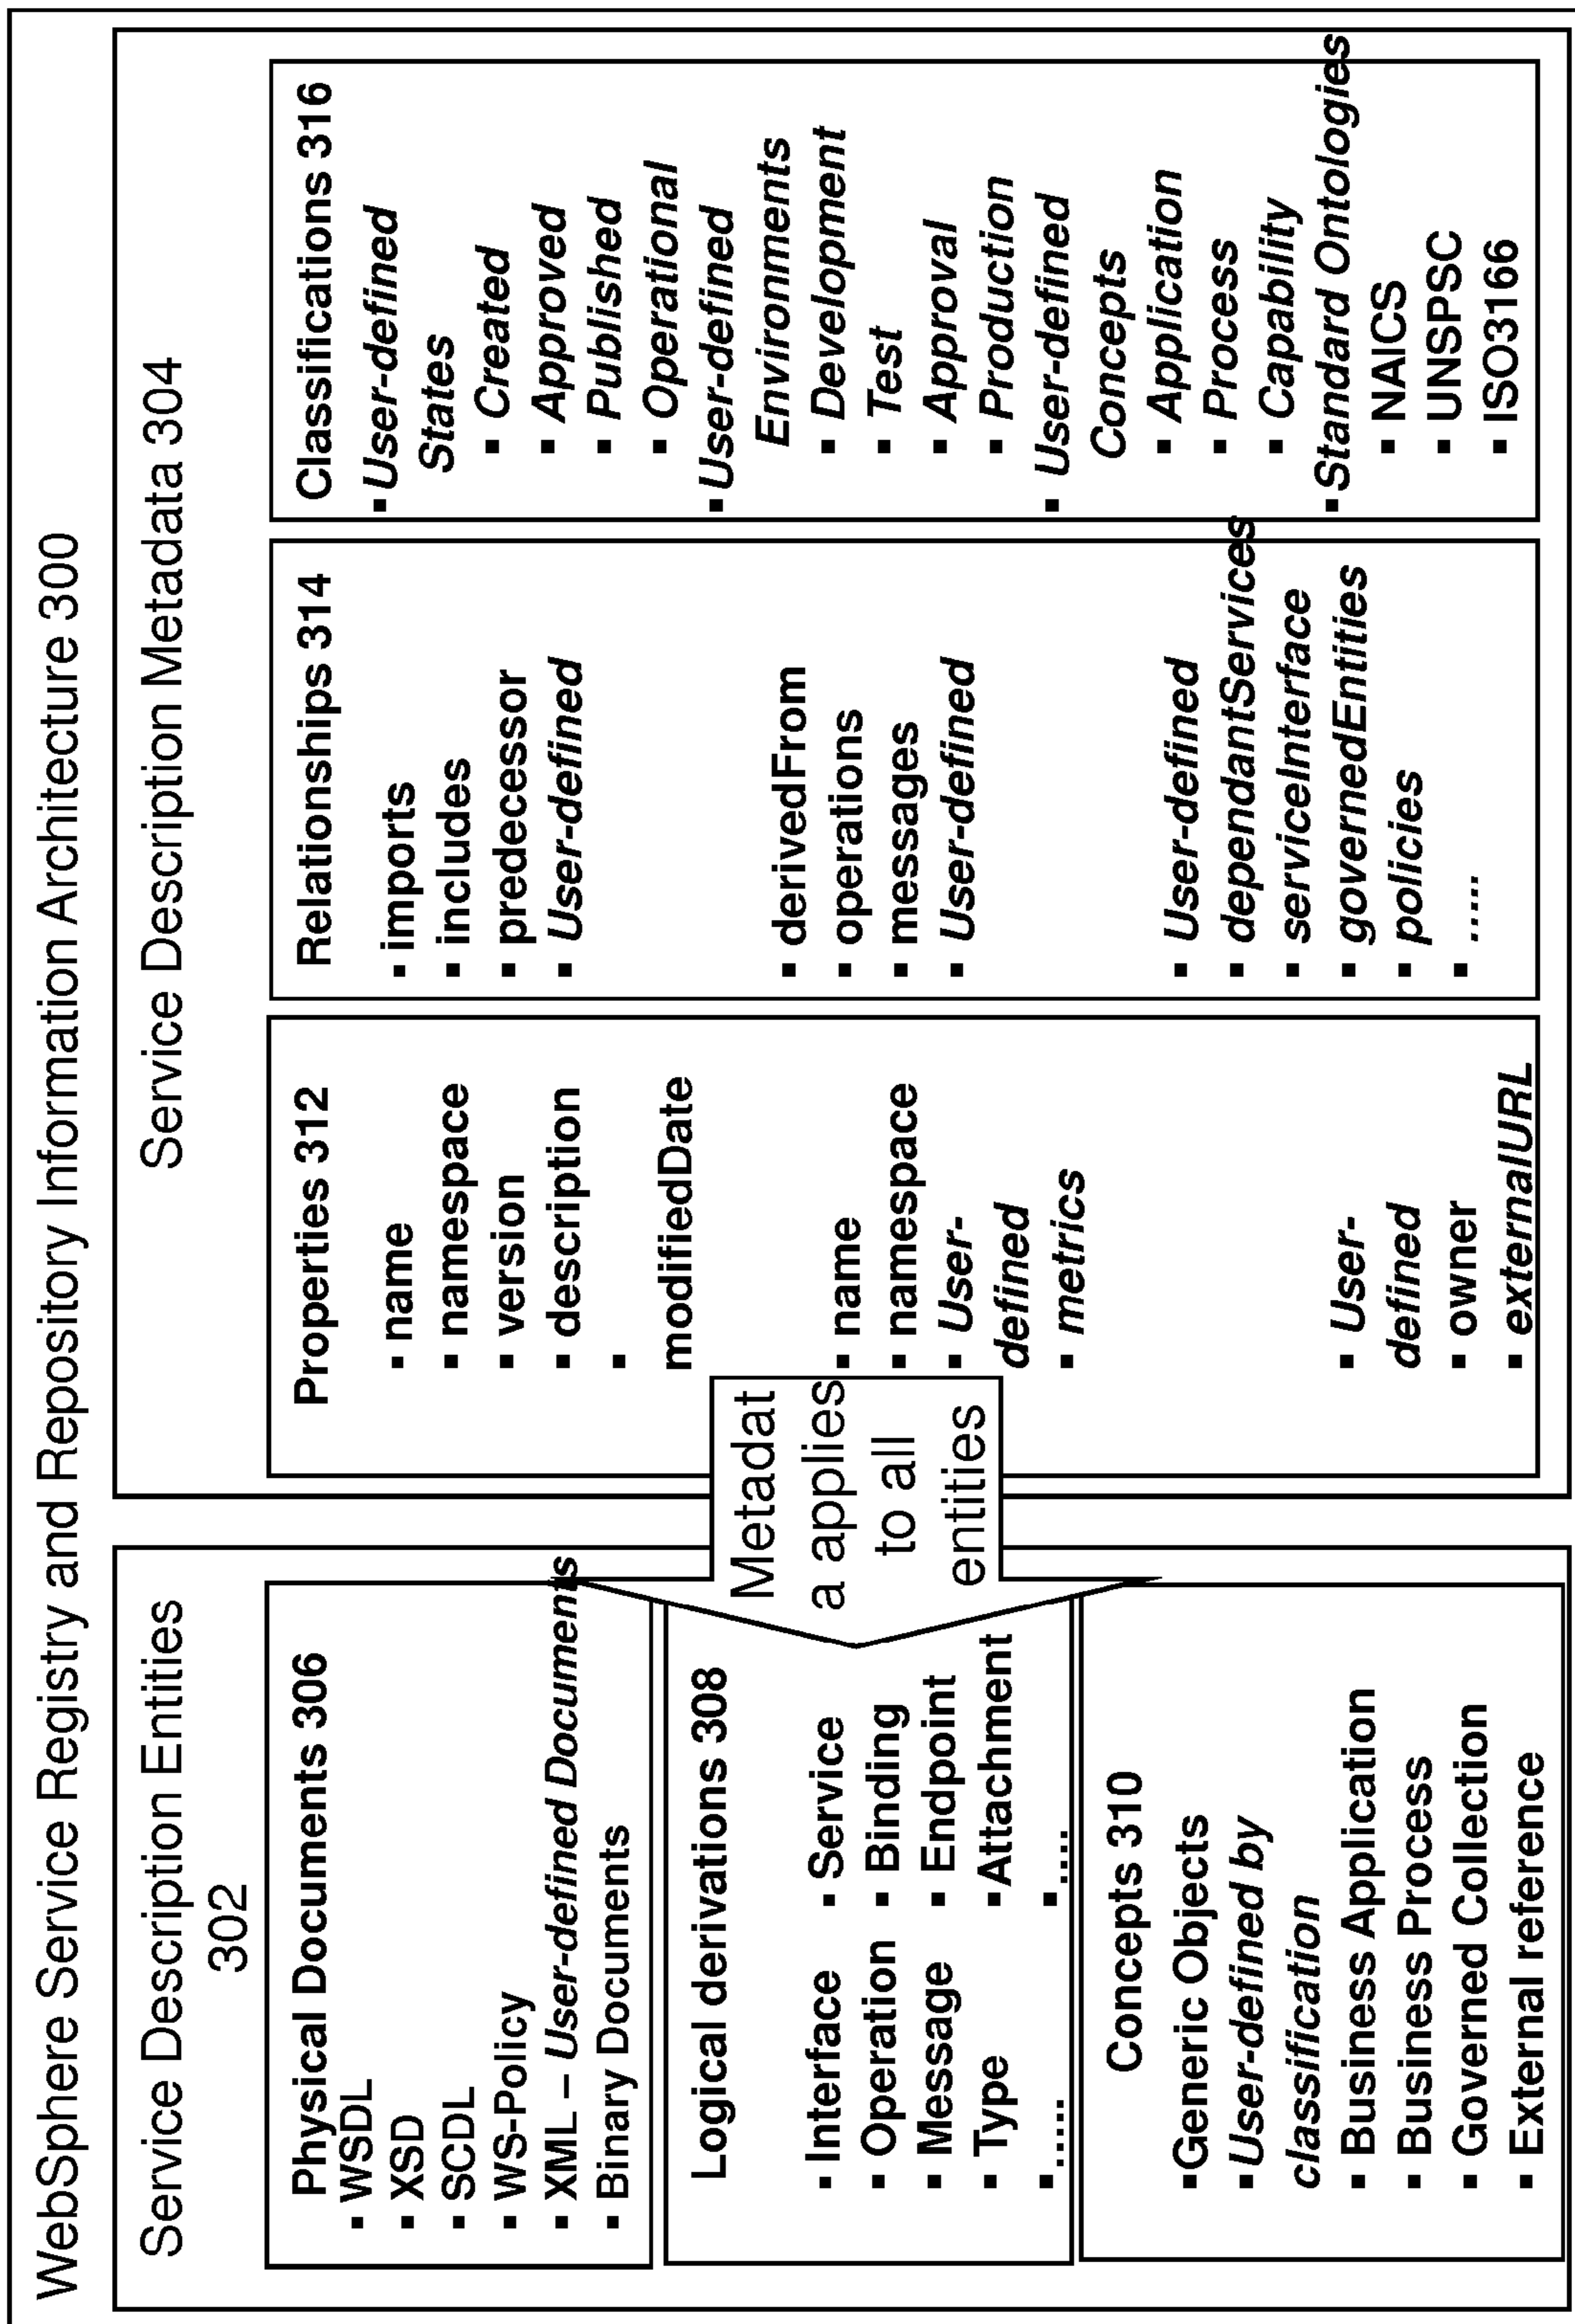 WebSphere Service Registry and Repository Information Architecture 300
Service Description Entities
302
Physical Documents 306
▪ WSDL
▪ XSD
▪ SCDL
▪ WS-Policy
▪ XML – User-defined Documents
▪ Binary Documents
Logical derivations 308
▪ Interface
▪ Operation
▪ Message
▪ Type
▪.....
▪ Service
▪ Binding
▪ Endpoint
▪Attachment
▪....
Concepts 310
▪Generic Objects
▪User-defined by
classification
▪ Business Application
▪ Business Process
▪ Governed Collection
▪ External reference
Metadat
a applies
to all
entities
Service Description Metadata 304
Properties 312
▪ name
▪ namespace
▪ version
▪ description
▪
modifiedDate
▪ name
▪ namespace
▪ User-
defined
▪ metrics
▪ User-
defined
▪ owner
▪ externalURL
Relationships 314
▪ imports
▪ includes
▪ predecessor
▪ User-defined
▪ derivedFrom
▪ operations
▪ messages
▪ User-defined
▪ User-defined
▪ dependantServices
▪ serviceInterface
▪ governedEntities
▪ policies
▪ .....
Classifications 316
▪User-defined
States
▪ Created
▪ Approved
▪ Published
▪ Operational
▪User-defined
Environments
▪ Development
▪ Test
▪ Approval
▪ Production
▪User-defined
Concepts
▪ Application
▪ Process
▪ Capability
▪Standard Ontologies
▪ NAICS
▪ UNSPSC
▪ ISO3166